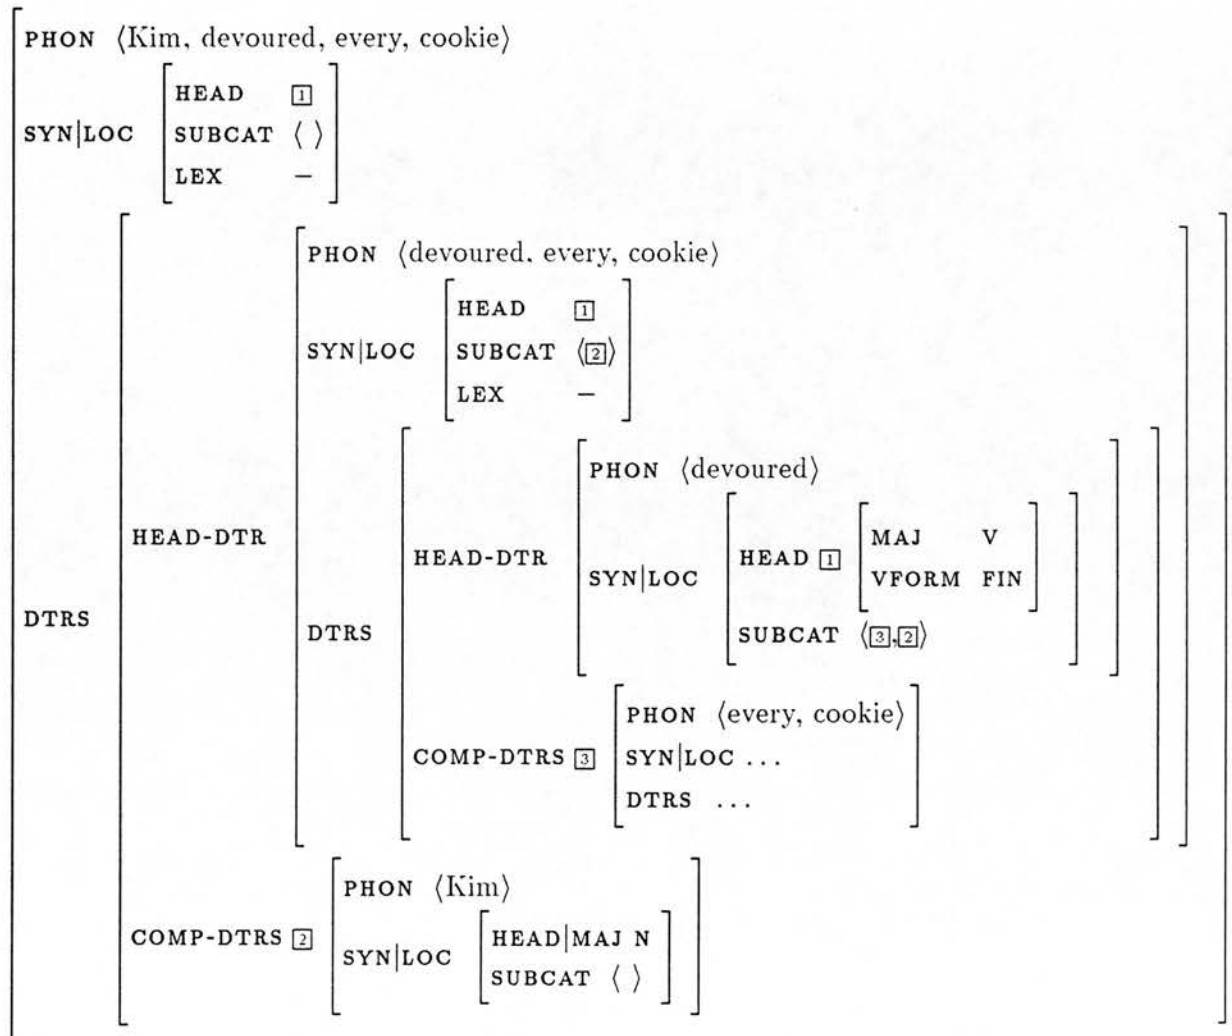 PHON ⟨Kim, devoured, every, cookie⟩
HEAD [1]
SYN|LOC SUBCAT ⟨ ⟩
LEX −
PHON ⟨devoured, every, cookie⟩
HEAD [1]
SYN|LOC SUBCAT ⟨[2]⟩
LEX −
PHON ⟨devoured⟩
HEAD-DTR HEAD-DTR HEAD [1] MAJ V
SYN|LOC VFORM FIN
DTRS DTRS SUBCAT ⟨[3],[2]⟩
PHON ⟨every, cookie⟩
COMP-DTRS [3] SYN|LOC ...
DTRS ...
PHON ⟨Kim⟩
COMP-DTRS [2] SYN|LOC HEAD|MAJ N
SUBCAT ⟨ ⟩